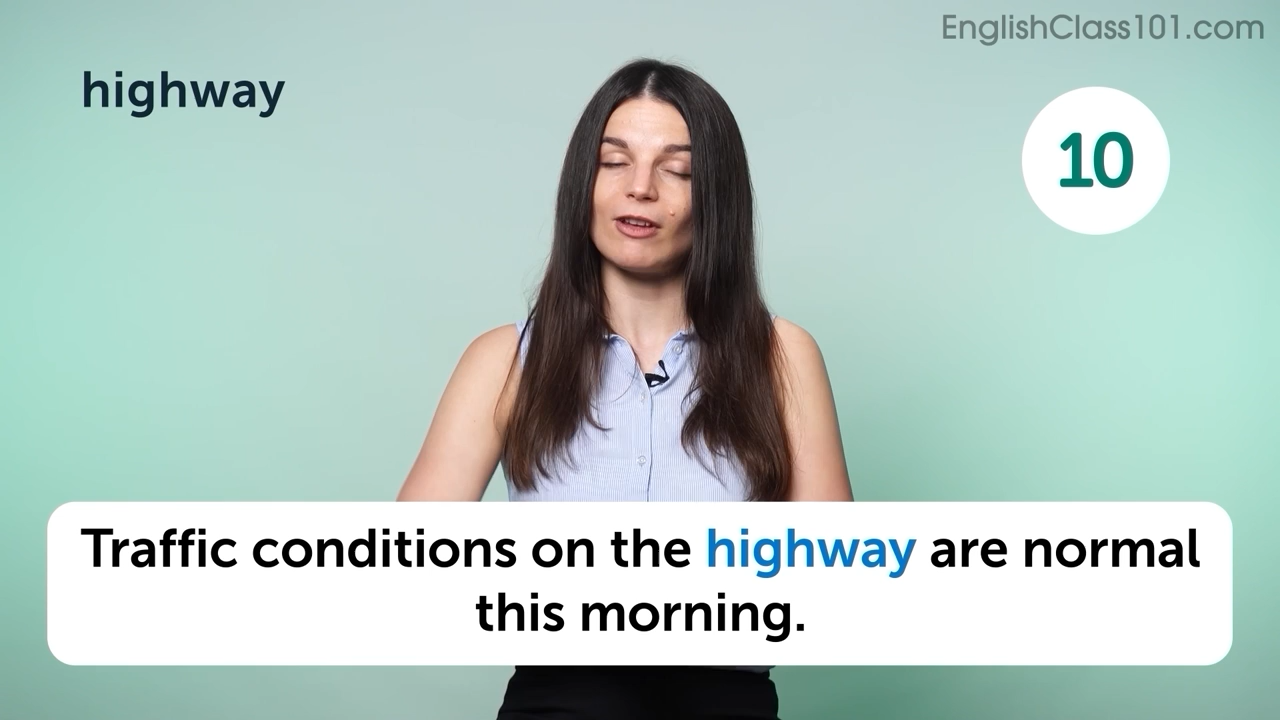 EnglishClass101.com
highway
10
Traffic conditions on the highway are normal
this morning.